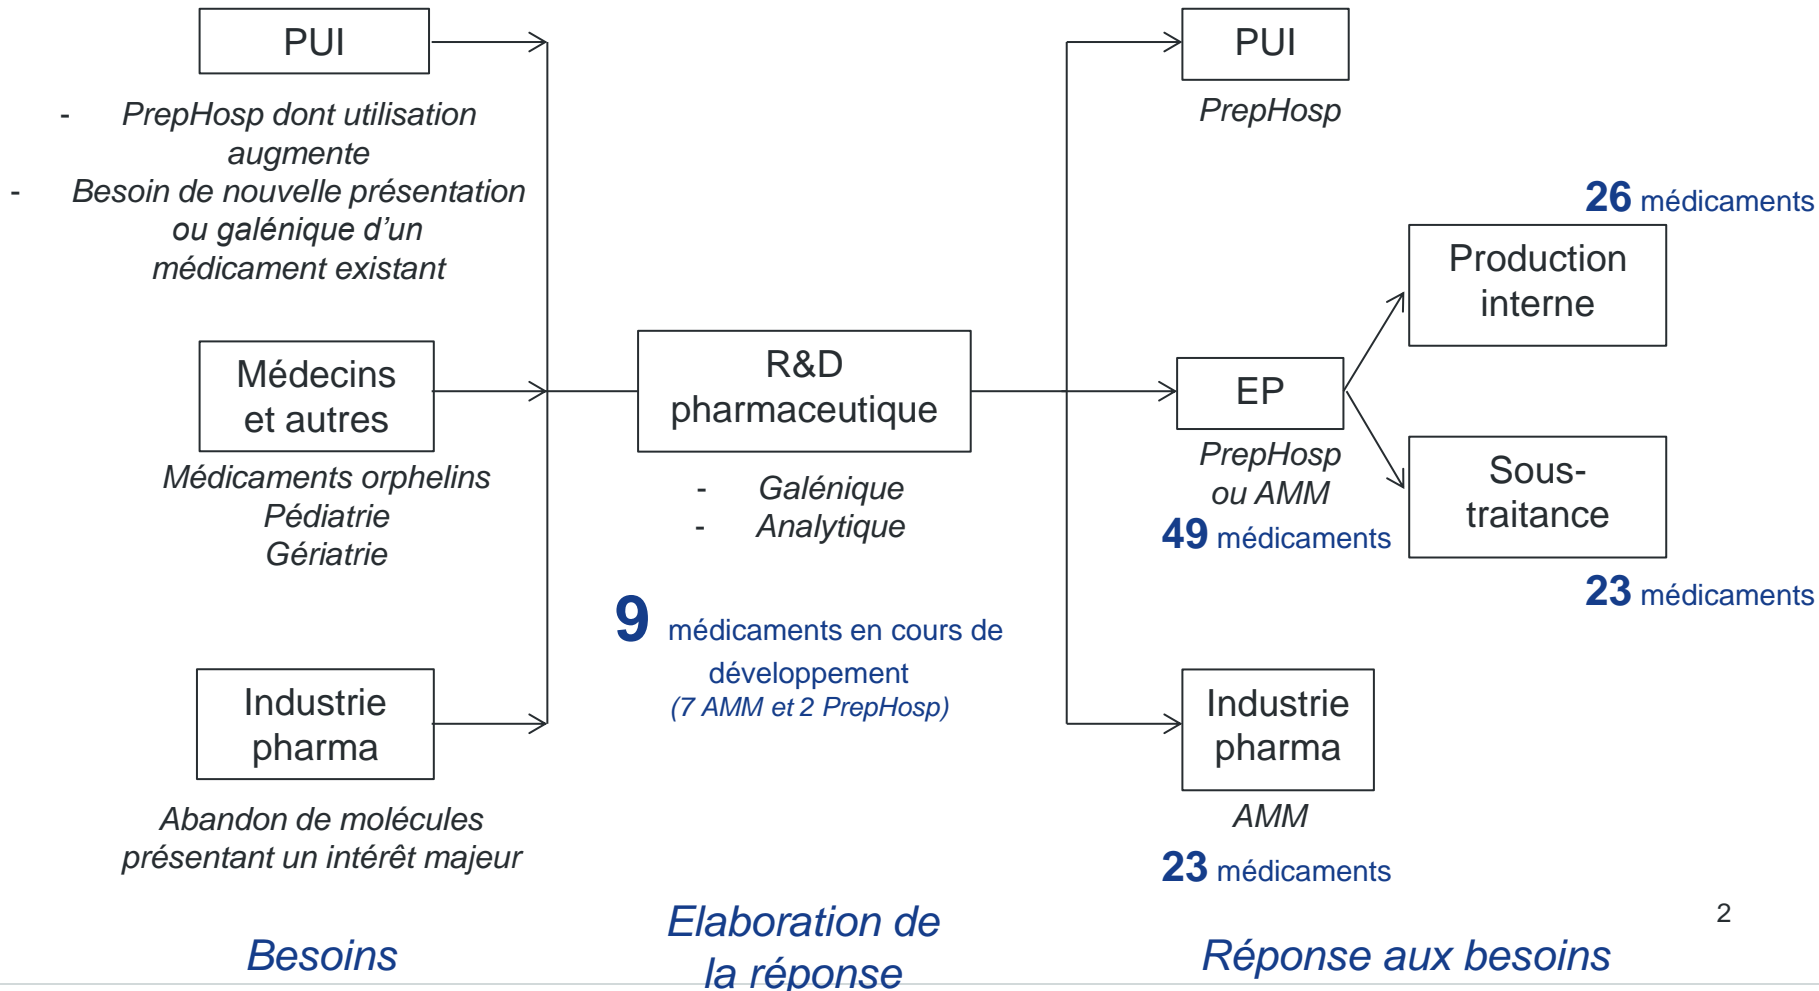 PUI
- PrepHosp dont utilisation
augmente
- Besoin de nouvelle présentation
ou galénique d’un
médicament existant
Médecins
et autres
Médicaments orphelins
Pédiatrie
Gériatrie
Industrie
pharma
Abandon de molécules
présentant un intérêt majeur
Besoins
R&D
pharmaceutique
- Galénique
- Analytique
9 médicaments en cours de
développement
(7 AMM et 2 PrepHosp)
Elaboration de
la réponse
PUI
PrepHosp
EP
PrepHosp
ou AMM
49 médicaments
26 médicaments
Production
interne
Sous-
traitance
23 médicaments
Industrie
pharma
AMM
23 médicaments
Réponse aux besoins
2